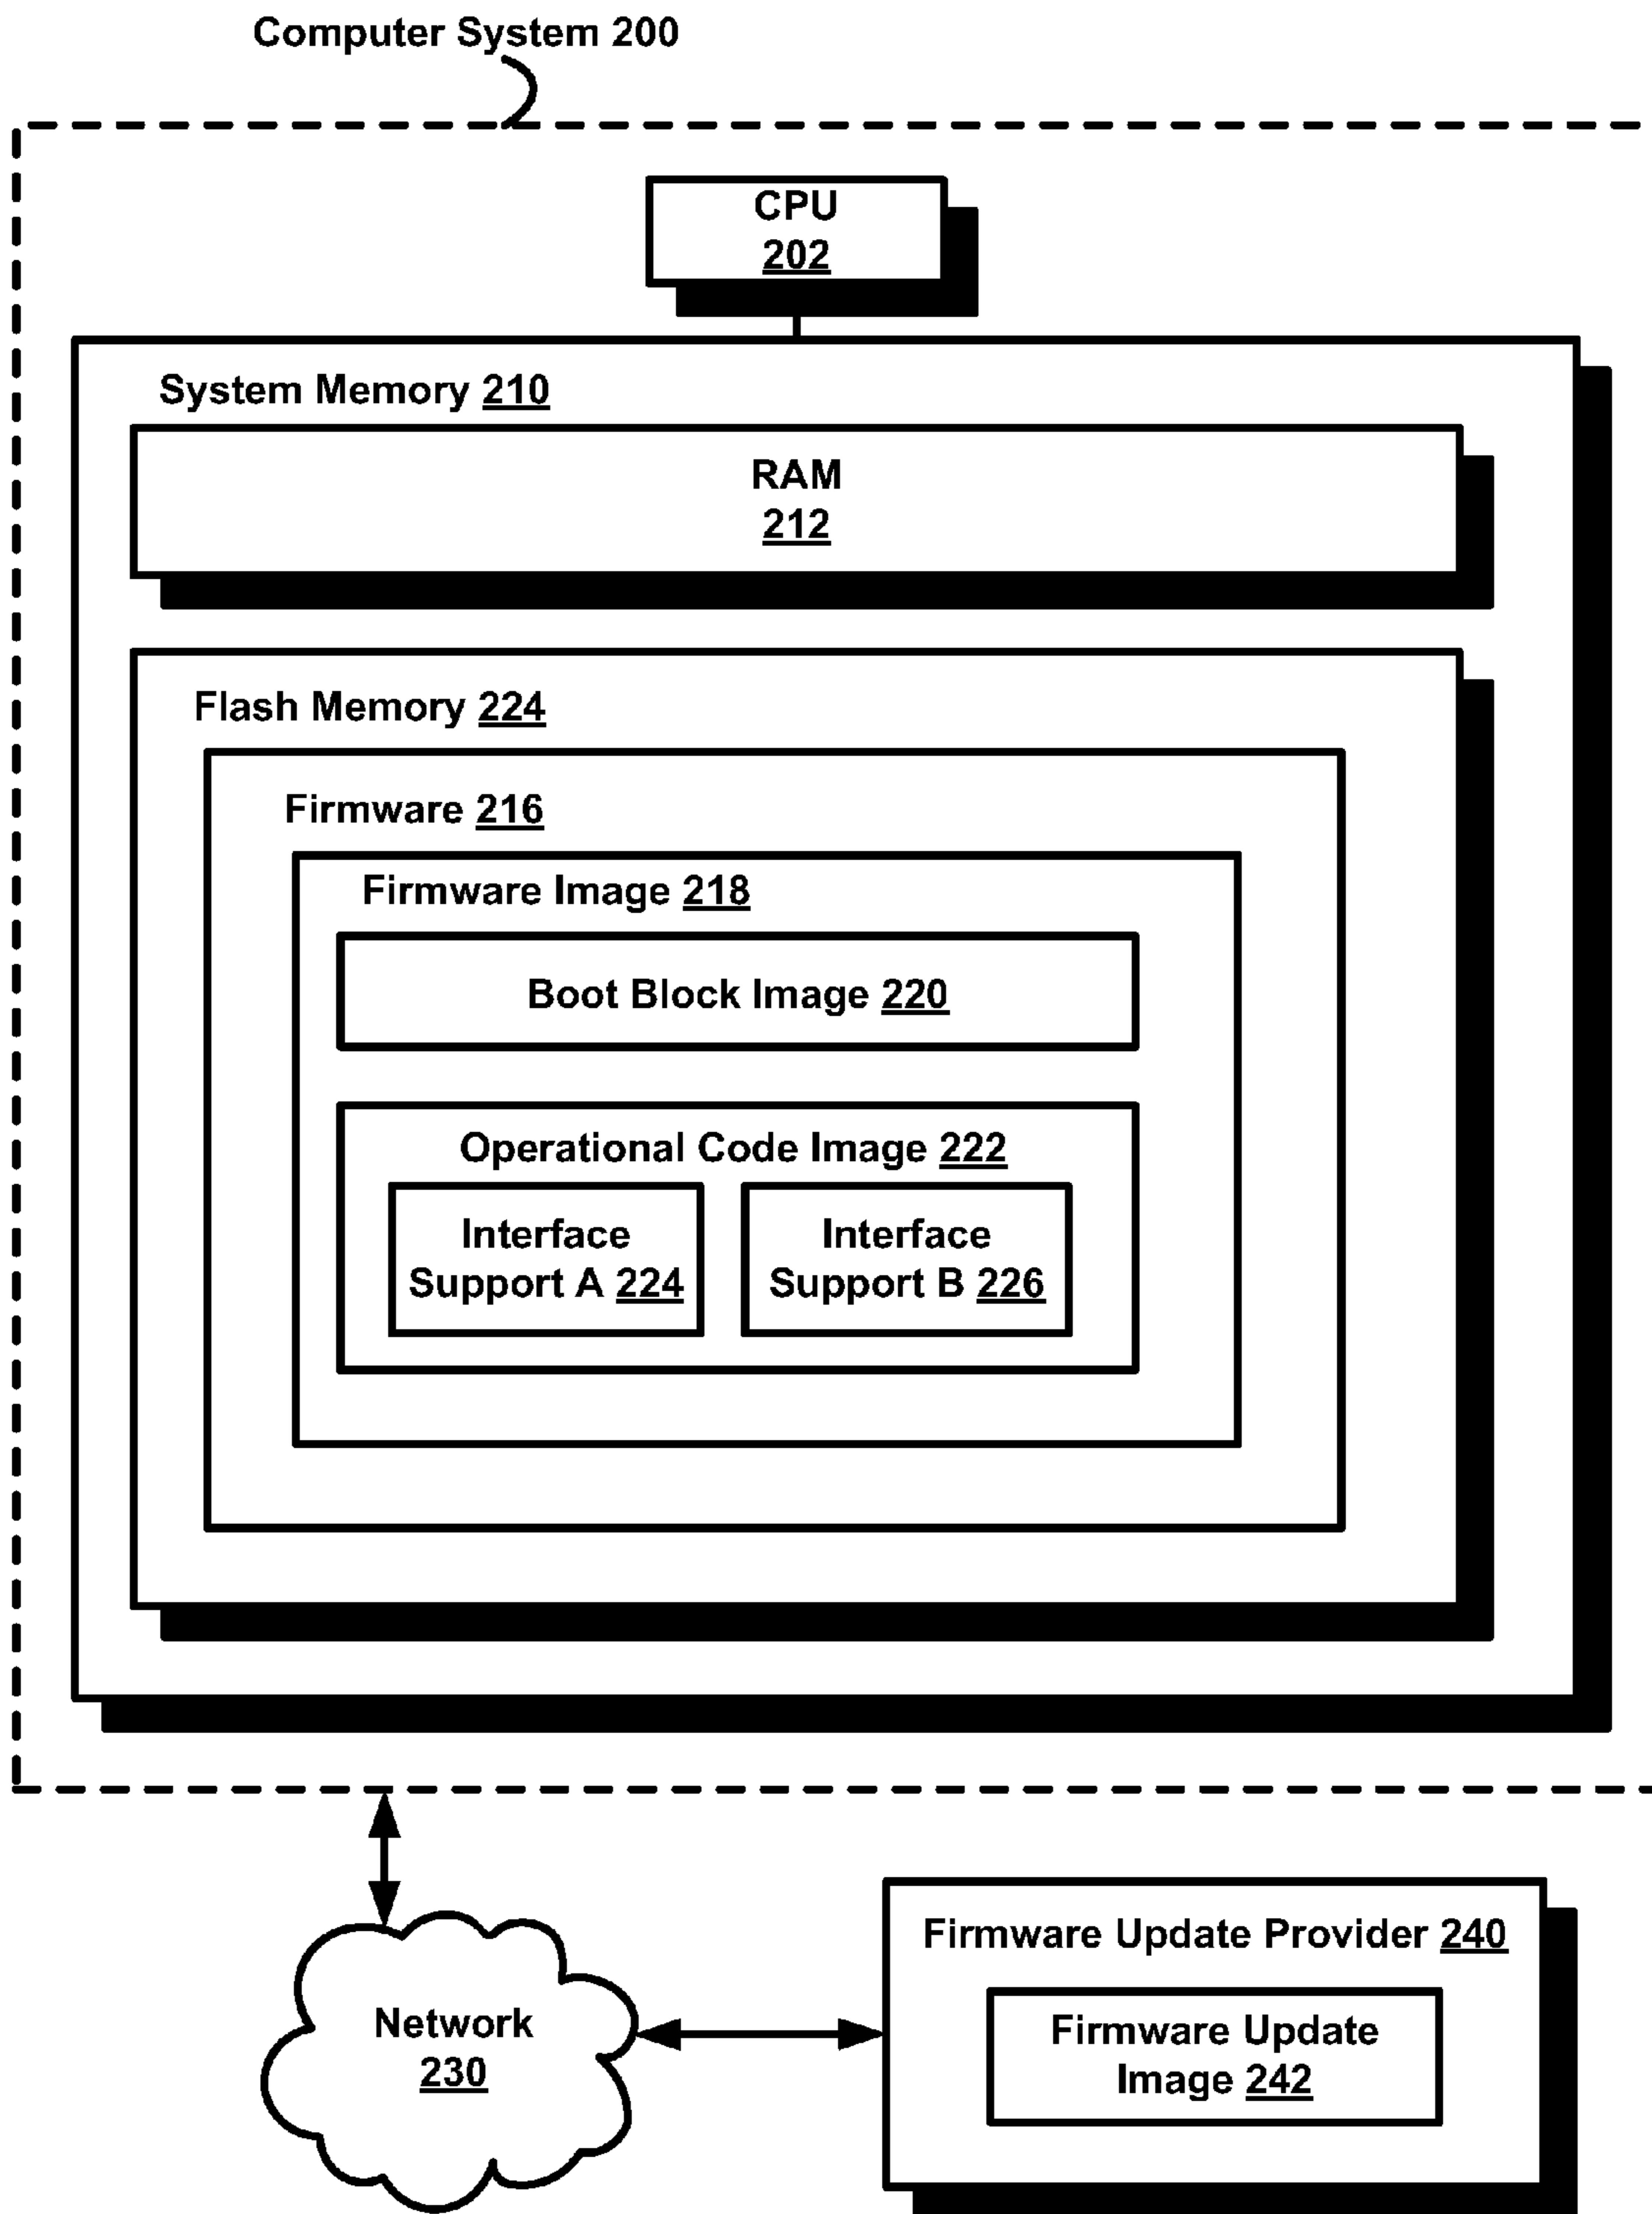 Computer System 200
CPU
202
System Memory 210
RAM
212
Flash Memory 224
Firmware 216
Firmware Image 218
Boot Block Image 220
Operational Code Image 222
Interface
Support A 224
Interface
Support B 226
Network
230
Firmware Update Provider 240
Firmware Update
Image 242